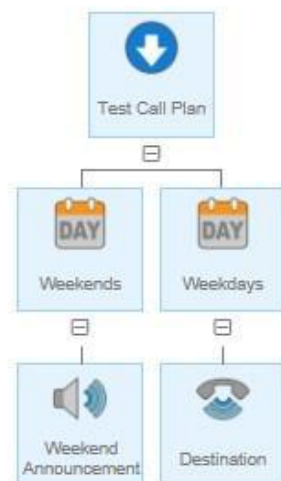 Test Call Plan
DAY
DAY
Weekends
Weekdays
Weekend
Announcement
Destination